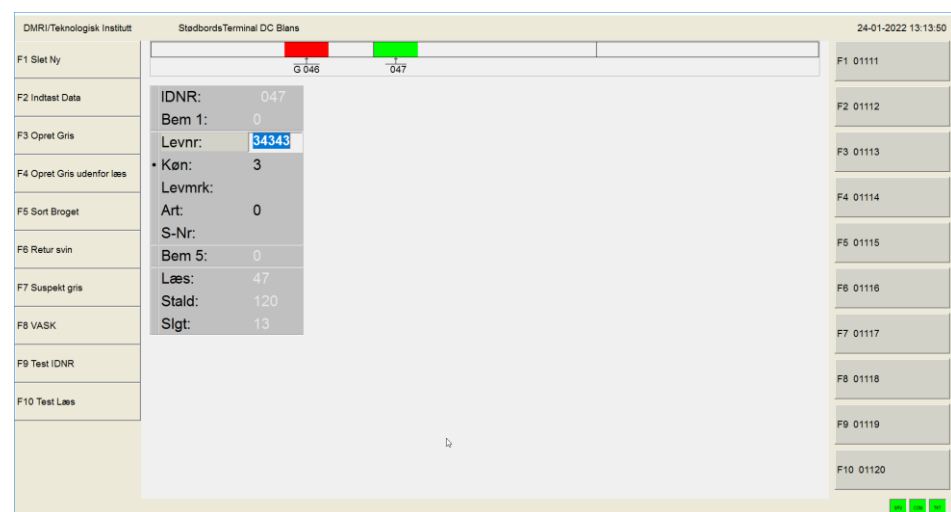 DMRI/Teknologisk Institutt
StødbordsTerminal DC Blans
24-01-2022 13:13:50
F1 Slet Ny
F2 Indtast Data
F3 Opret Gris
F4 Opret Gris udenfor læs
F5 Sort Broget
F6 Retur svin
F7 Suspekt gris
F8 VASK
F9 Test IDNR
F10 Test Læs
G 046
047
IDNR: 047
Bem 1: 0
Levnr: 34343
• Køn: 3
Levmrk:
Art: 0
S-Nr:
Bem 5: 0
Læs: 47
Stald: 120
Slgt: 13
F1 01111
F2 01112
F3 01113
F4 01114
F5 01115
F6 01116
F7 01117
F8 01118
F9 01119
F10 01120